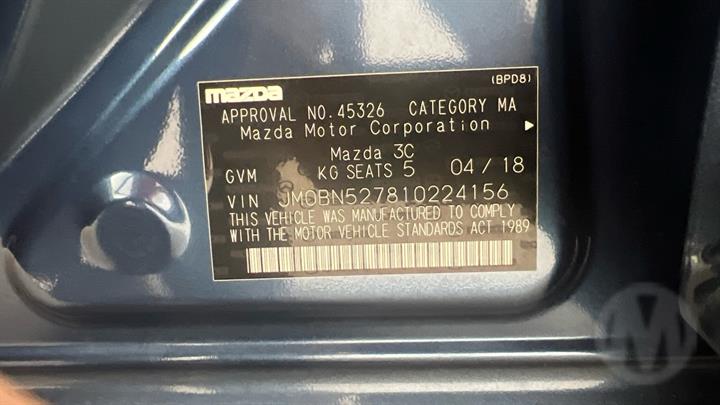 mazda
(BPD8)
APPROVAL NO.45326 CATEGORY MA
Mazda Motor Corporation
Mazda 3C
GVM KG SEATS 5 04 / 18
VIN JM0BN527810224156
THIS VEHICLE WAS MANUFACTURED TO COMPLY
WITH THE MOTOR VEHICLE STANDARDS ACT 1989
M